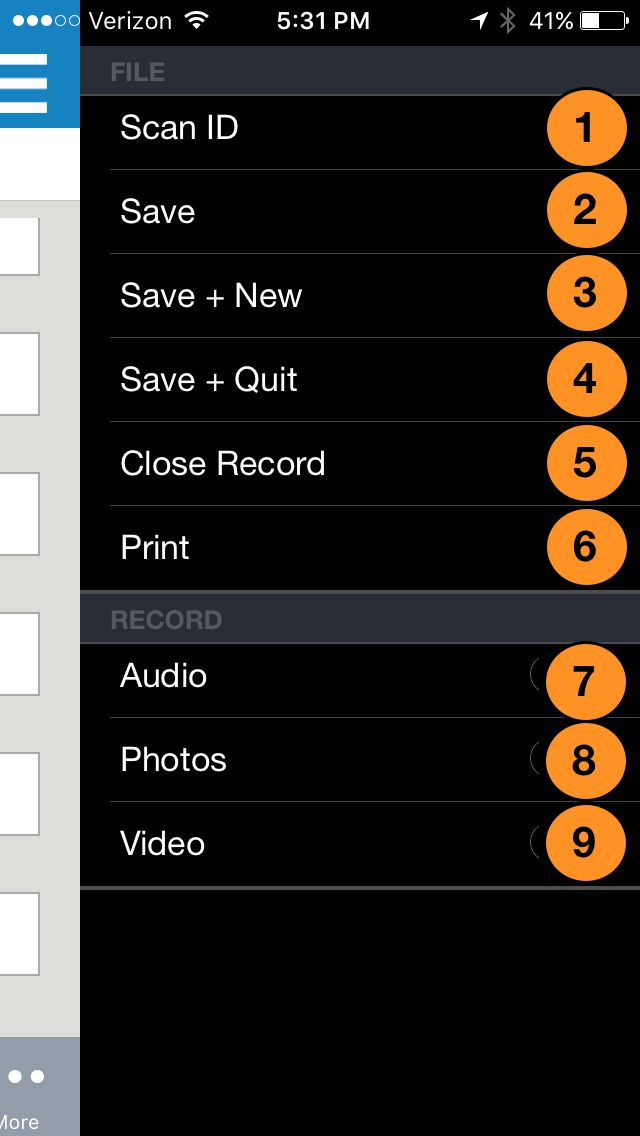 Verizon 5:31 PM 41%
FILE
Scan ID 1
Save 2
Save + New 3
Save + Quit 4
Close Record 5
Print 6
RECORD
Audio 7
Photos 8
Video 9
More